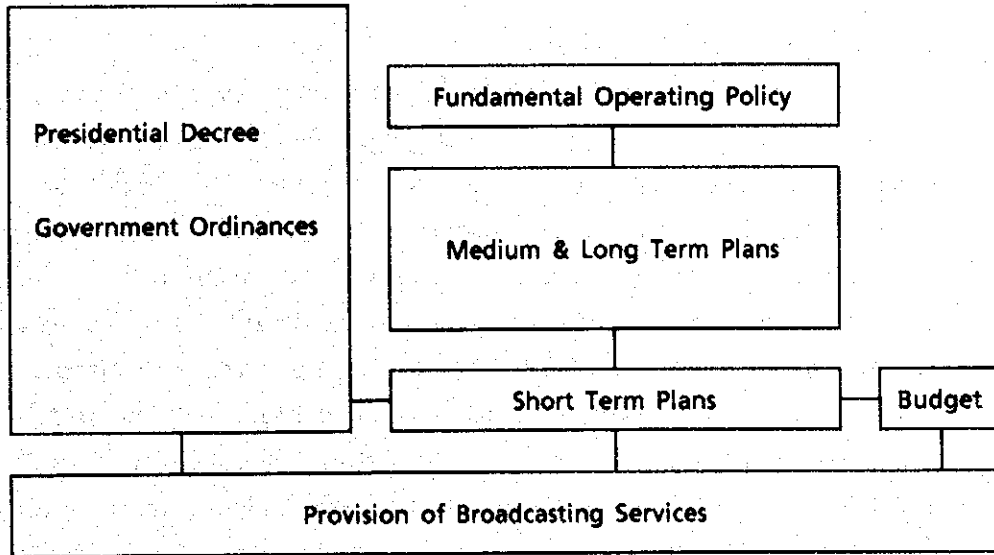 Presidential Decree
Government Ordinances
Fundamental Operating Policy
Medium & Long Term Plans
Short Term Plans
Budget
Provision of Broadcasting Services